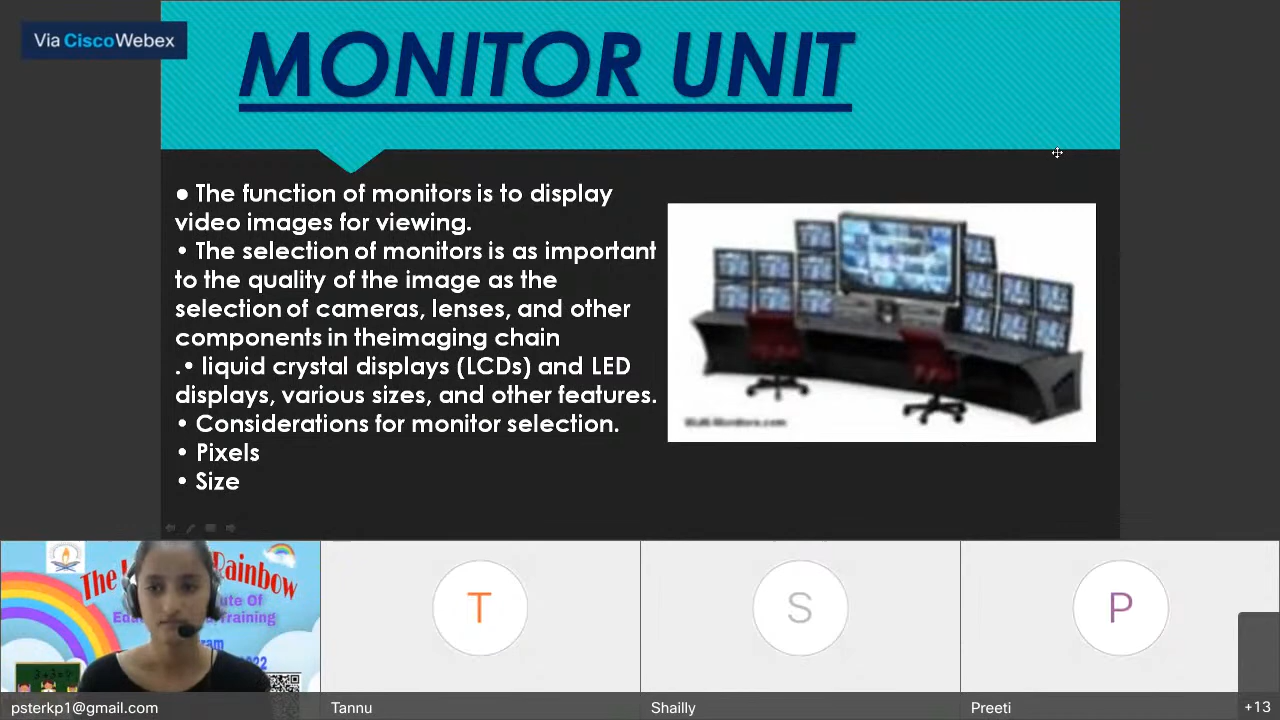 Via CiscoWebex
MONITOR UNIT
● The function of monitors is to display
video images for viewing.
• The selection of monitors is as important
to the quality of the image as the
selection of cameras, lenses, and other
components in theimaging chain
.• liquid crystal displays (LCDs) and LED
displays, various sizes, and other features.
• Considerations for monitor selection.
• Pixels
• Size
The
Rainbow
ute Of
Training
2022
T
S
P
psterkp1@gmail.com
Tannu
Shailly
Preeti
+13